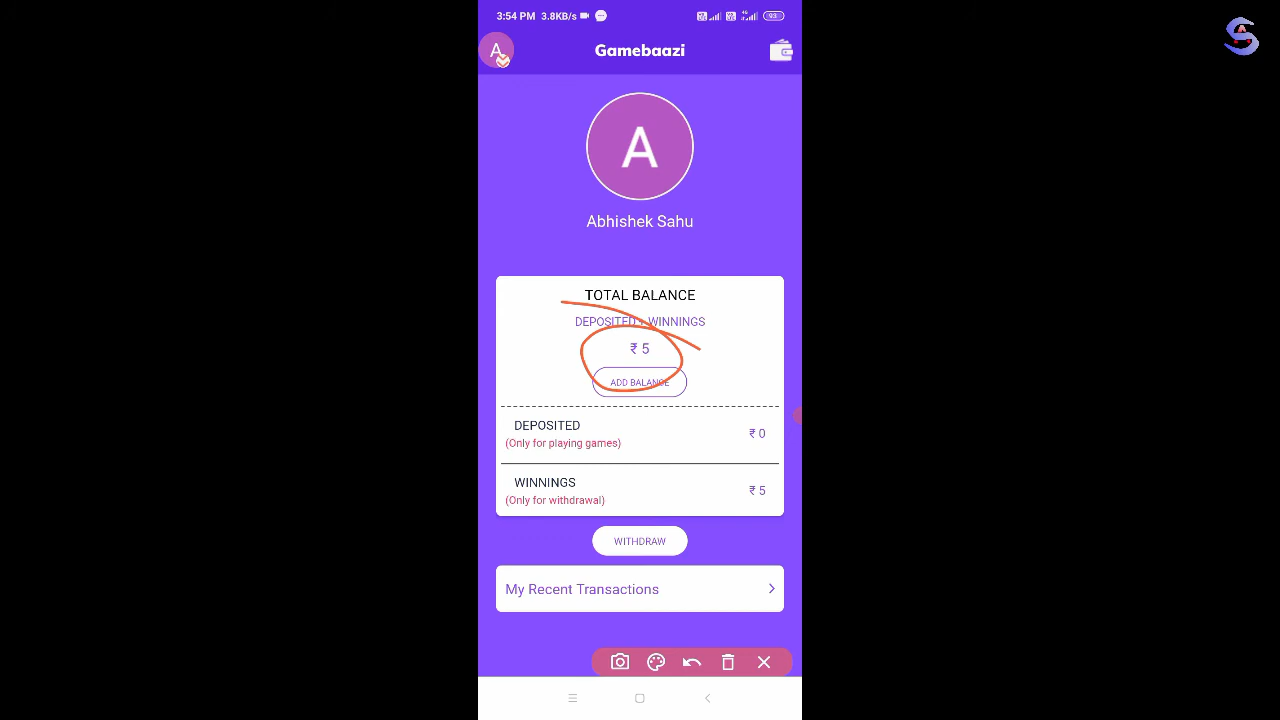 3:54 PM 3.8KB/s 93
A Gamebaazi
A
Abhishek Sahu
TOTAL BALANCE
DEPOSITED + WINNINGS
₹ 5
ADD BALANCE
DEPOSITED ₹ 0
(Only for playing games)
WINNINGS ₹ 5
(Only for withdrawal)
WITHDRAW
My Recent Transactions